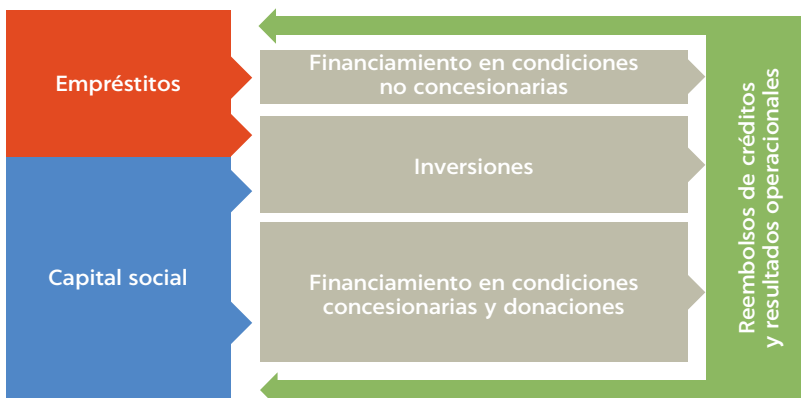 Empréstitos
Capital social
Financiamiento en condiciones
no concesionarias
Inversiones
Financiamiento en condiciones
concesionarias y donaciones
Reembolsos de créditos
y resultados operacionales